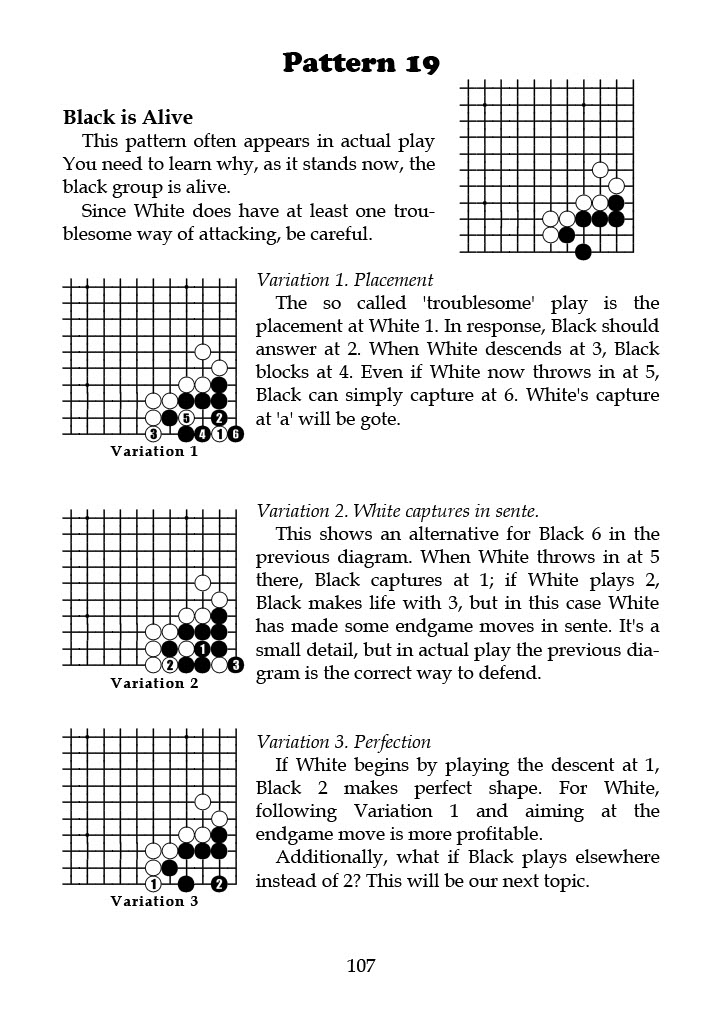 Pattern 19
Black is Alive
This pattern often appears in actual play
You need to learn why, as it stands now, the
black group is alive.
Since White does have at least one trou-
blesome way of attacking, be careful.
Variation 1. Placement
The so called 'troublesome' play is the
placement at White 1. In response, Black should
answer at 2. When White descends at 3, Black
blocks at 4. Even if White now throws in at 5,
Black can simply capture at 6. White's capture
at 'a' will be gote.
5 2
3 4 1 6
Variation 1
Variation 2. White captures in sente.
This shows an alternative for Black 6 in the
previous diagram. When White throws in at 5
there, Black captures at 1; if White plays 2,
Black makes life with 3, but in this case White
has made some endgame moves in sente. It's a
small detail, but in actual play the previous dia-
gram is the correct way to defend.
1
2 3
Variation 2
Variation 3. Perfection
If White begins by playing the descent at 1,
Black 2 makes perfect shape. For White,
following Variation 1 and aiming at the
endgame move is more profitable.
Additionally, what if Black plays elsewhere
instead of 2? This will be our next topic.
1 2
Variation 3
107